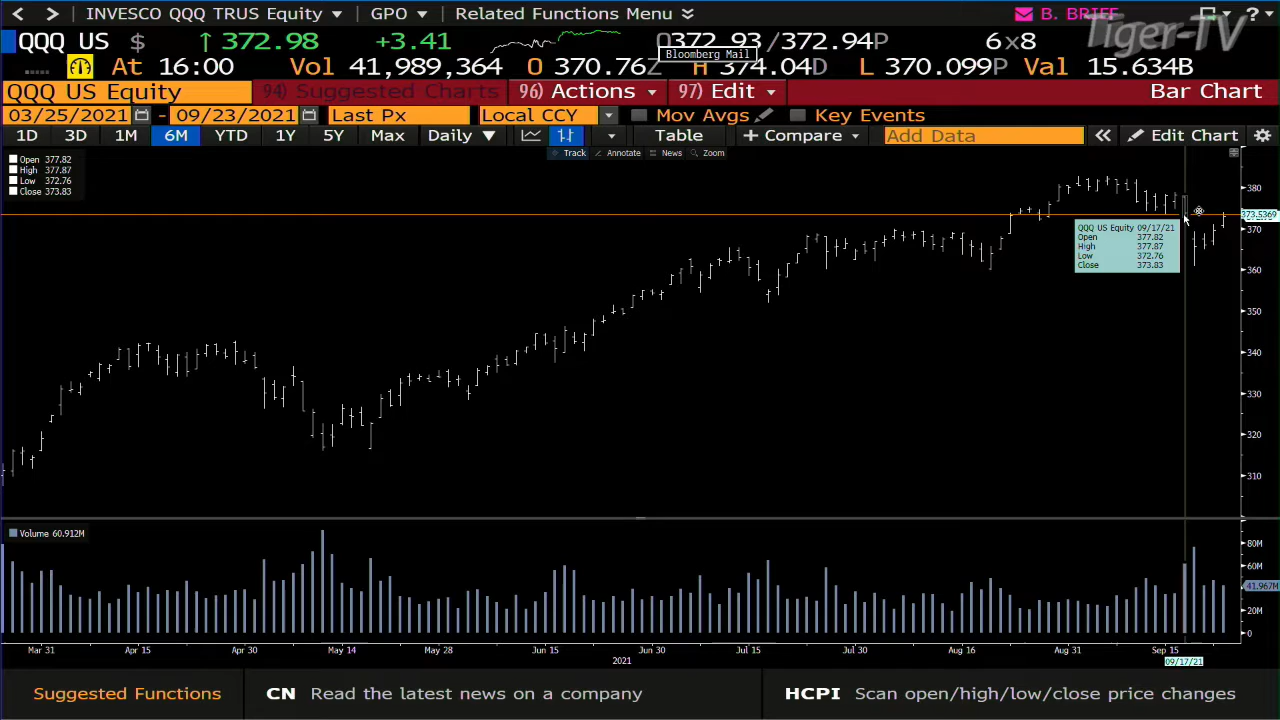 INVESCO QQQ TRUS Equity GPO Related Functions Menu B. BRIEF ?
Tiger-TV
QQQ US $ ↑ 372.98 +3.41 372.93/372.94P 6x8
Bloomberg Mail
At 16:00 Vol 41,989,364 O 370.76Z H 374.04D L 370.099P Val 15.634B
QQQ US Equity 94) Suggested Charts 96) Actions 97) Edit Bar Chart
03/25/2021 - 09/23/2021 Last Px Local CCY Mov Avgs Key Events
1D 3D 1M 6M YTD 1Y 5Y Max Daily ▼ Table + Compare Add Data « Edit Chart
Track Annotate News Zoom
Open 377.82
High 377.87
Low 372.76
Close 373.83
380
373.5369
370
360
350
340
330
320
310
QQQ US Equity 09/17/21
Open 377.82
High 377.87
Low 372.76
Close 373.83
Volume 60.912M
80M
60M
41.967M
20M
0
Mar 31 Apr 15 Apr 30 May 14 May 28 Jun 15 Jun 30 Jul 15 Jul 30 Aug 16 Aug 31 Sep 15
2021
09/17/21
Suggested Functions CN Read the latest news on a company HCPI Scan open/high/low/close price changes